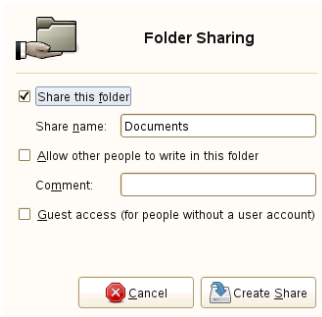 Folder Sharing
Share this folder
Share name: Documents
Allow other people to write in this folder
Comment:
Guest access (for people without a user account)
Cancel Create Share